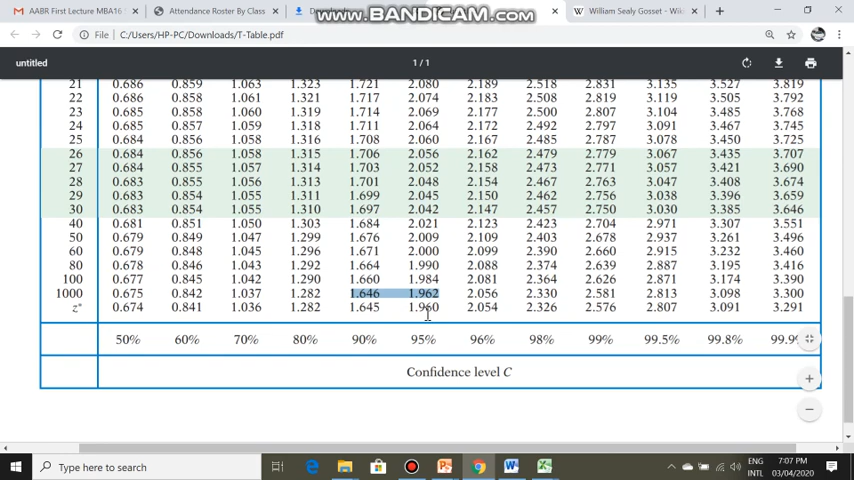 AABR First Lecture MBA16
Attendance Roster By Class
Downloads
www.BANDICAM.com
William Sealy Gosset - Wiki
File C:/Users/HP-PC/Downloads/T-Table.pdf
untitled 1/1
21 0.686 0.859 1.063 1.323 1.721 2.080 2.189 2.518 2.831 3.135 3.527 3.819
22 0.686 0.858 1.061 1.321 1.717 2.074 2.183 2.508 2.819 3.119 3.505 3.792
23 0.685 0.858 1.060 1.319 1.714 2.069 2.177 2.500 2.807 3.104 3.485 3.768
24 0.685 0.857 1.059 1.318 1.711 2.064 2.172 2.492 2.797 3.091 3.467 3.745
25 0.684 0.856 1.058 1.316 1.708 2.060 2.167 2.485 2.787 3.078 3.450 3.725
26 0.684 0.856 1.058 1.315 1.706 2.056 2.162 2.479 2.779 3.067 3.435 3.707
27 0.684 0.855 1.057 1.314 1.703 2.052 2.158 2.473 2.771 3.057 3.421 3.690
28 0.683 0.855 1.056 1.313 1.701 2.048 2.154 2.467 2.763 3.047 3.408 3.674
29 0.683 0.854 1.055 1.311 1.699 2.045 2.150 2.462 2.756 3.038 3.396 3.659
30 0.683 0.854 1.055 1.310 1.697 2.042 2.147 2.457 2.750 3.030 3.385 3.646
40 0.681 0.851 1.050 1.303 1.684 2.021 2.123 2.423 2.704 2.971 3.307 3.551
50 0.679 0.849 1.047 1.299 1.676 2.009 2.109 2.403 2.678 2.937 3.261 3.496
60 0.679 0.848 1.045 1.296 1.671 2.000 2.099 2.390 2.660 2.915 3.232 3.460
80 0.678 0.846 1.043 1.292 1.664 1.990 2.088 2.374 2.639 2.887 3.195 3.416
100 0.677 0.845 1.042 1.290 1.660 1.984 2.081 2.364 2.626 2.871 3.174 3.390
1000 0.675 0.842 1.037 1.282 1.646 1.962 2.056 2.330 2.581 2.813 3.098 3.300
z* 0.674 0.841 1.036 1.282 1.645 1.960 2.054 2.326 2.576 2.807 3.091 3.291
50% 60% 70% 80% 90% 95% 96% 98% 99% 99.5% 99.8% 99.9%
Confidence level C
Type here to search
ENG 7:07 PM
INTL 03/04/2020